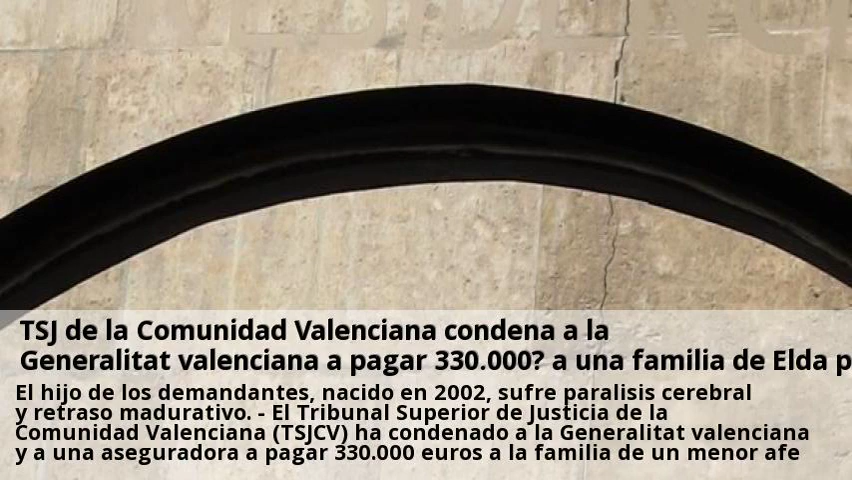 TSJ de la Comunidad Valenciana condena a la
Generalitat valenciana a pagar 330.000? a una familia de Elda p
El hijo de los demandantes, nacido en 2002, sufre paralisis cerebral
y retraso madurativo. - El Tribunal Superior de Justicia de la
Comunidad Valenciana (TSJCV) ha condenado a la Generalitat valenciana
y a una aseguradora a pagar 330.000 euros a la familia de un menor afe